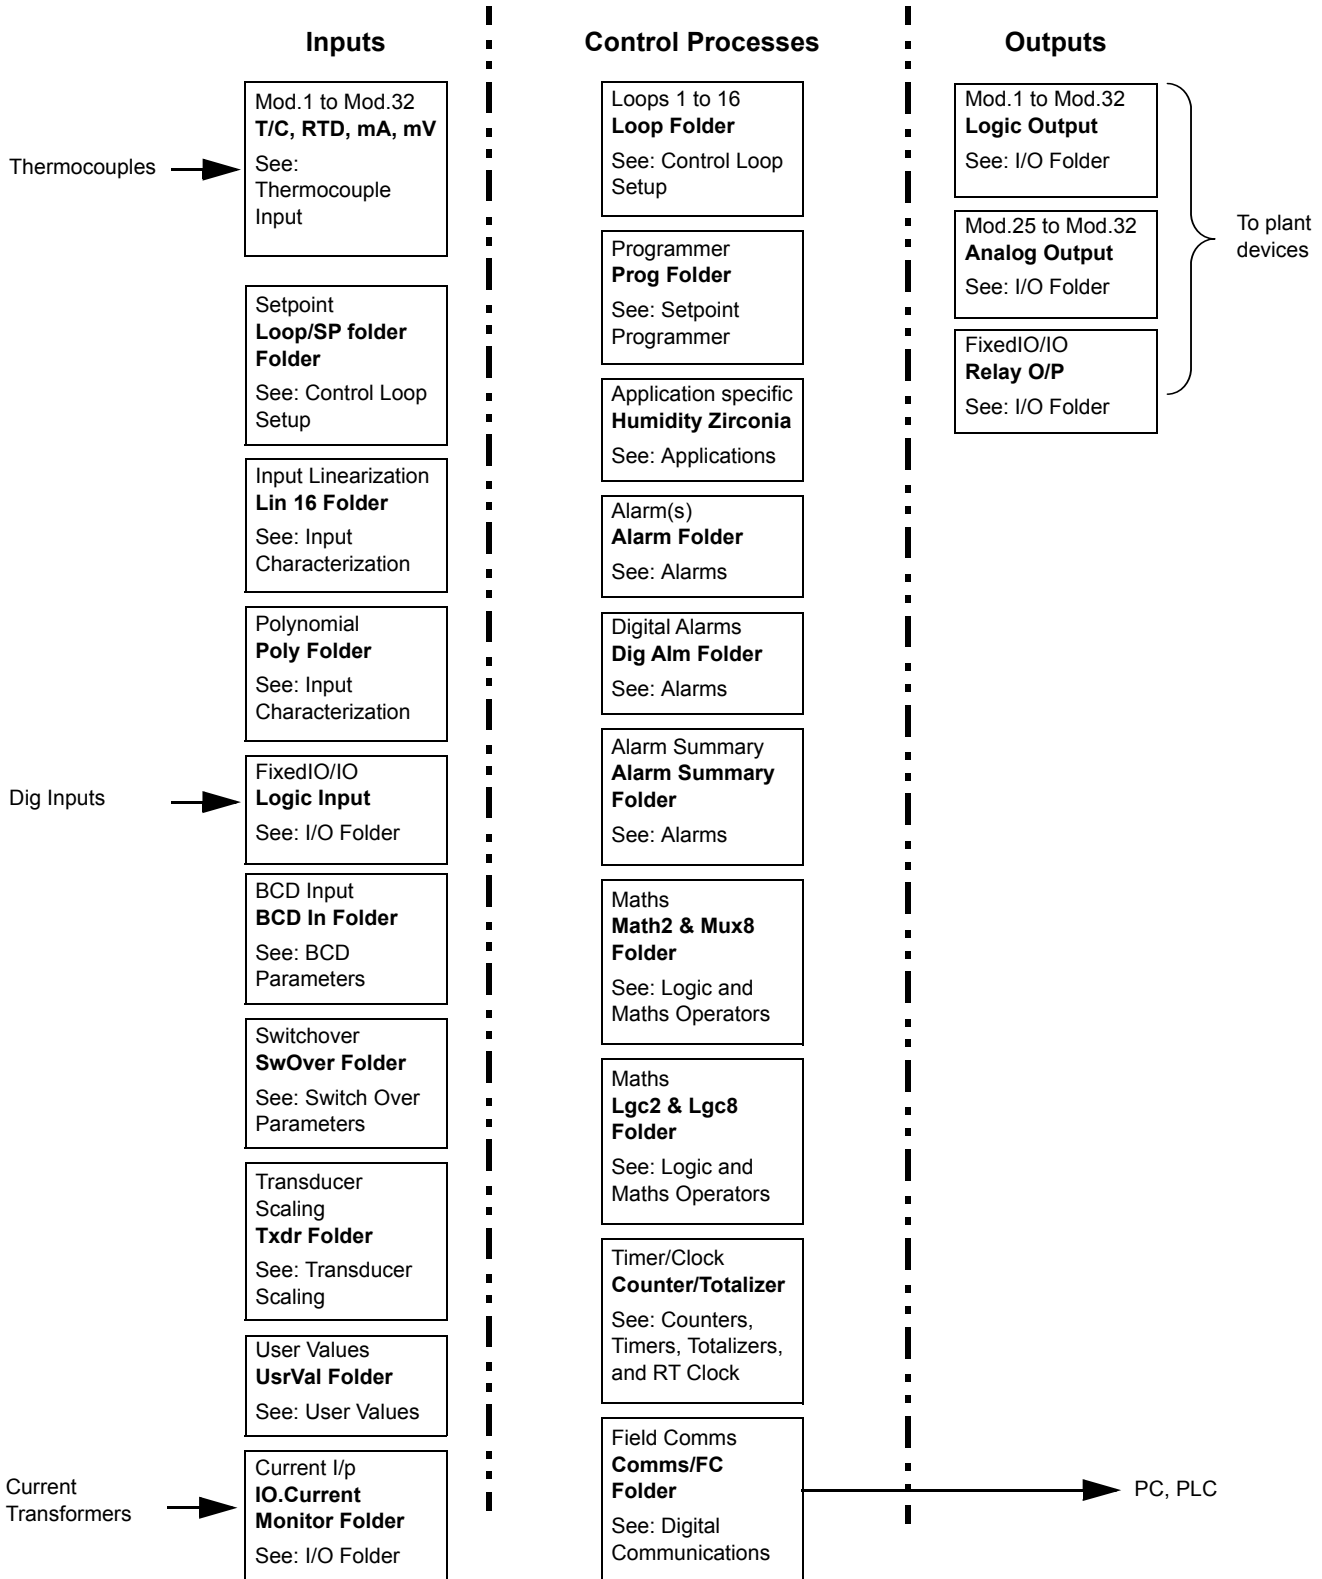 Inputs
Control Processes
Outputs
Thermocouples
Mod.1 to Mod.32
T/C, RTD, mA, mV
See:
Thermocouple
Input
Setpoint
Loop/SP folder
Folder
See: Control Loop
Setup
Input Linearization
Lin 16 Folder
See: Input
Characterization
Polynomial
Poly Folder
See: Input
Characterization
Dig Inputs
FixedIO/IO
Logic Input
See: I/O Folder
BCD Input
BCD In Folder
See: BCD
Parameters
Switchover
SwOver Folder
See: Switch Over
Parameters
Transducer
Scaling
Txdr Folder
See: Transducer
Scaling
User Values
UsrVal Folder
See: User Values
Current
Transformers
Current I/p
IO.Current
Monitor Folder
See: I/O Folder
Loops 1 to 16
Loop Folder
See: Control Loop
Setup
Programmer
Prog Folder
See: Setpoint
Programmer
Application specific
Humidity Zirconia
See: Applications
Alarm(s)
Alarm Folder
See: Alarms
Digital Alarms
Dig Alm Folder
See: Alarms
Alarm Summary
Alarm Summary
Folder
See: Alarms
Maths
Math2 & Mux8
Folder
See: Logic and
Maths Operators
Maths
Lgc2 & Lgc8
Folder
See: Logic and
Maths Operators
Timer/Clock
Counter/Totalizer
See: Counters,
Timers, Totalizers,
and RT Clock
Field Comms
Comms/FC
Folder
See: Digital
Communications
Mod.1 to Mod.32
Logic Output
See: I/O Folder
Mod.25 to Mod.32
Analog Output
See: I/O Folder
FixedIO/IO
Relay O/P
See: I/O Folder
To plant
devices
PC, PLC